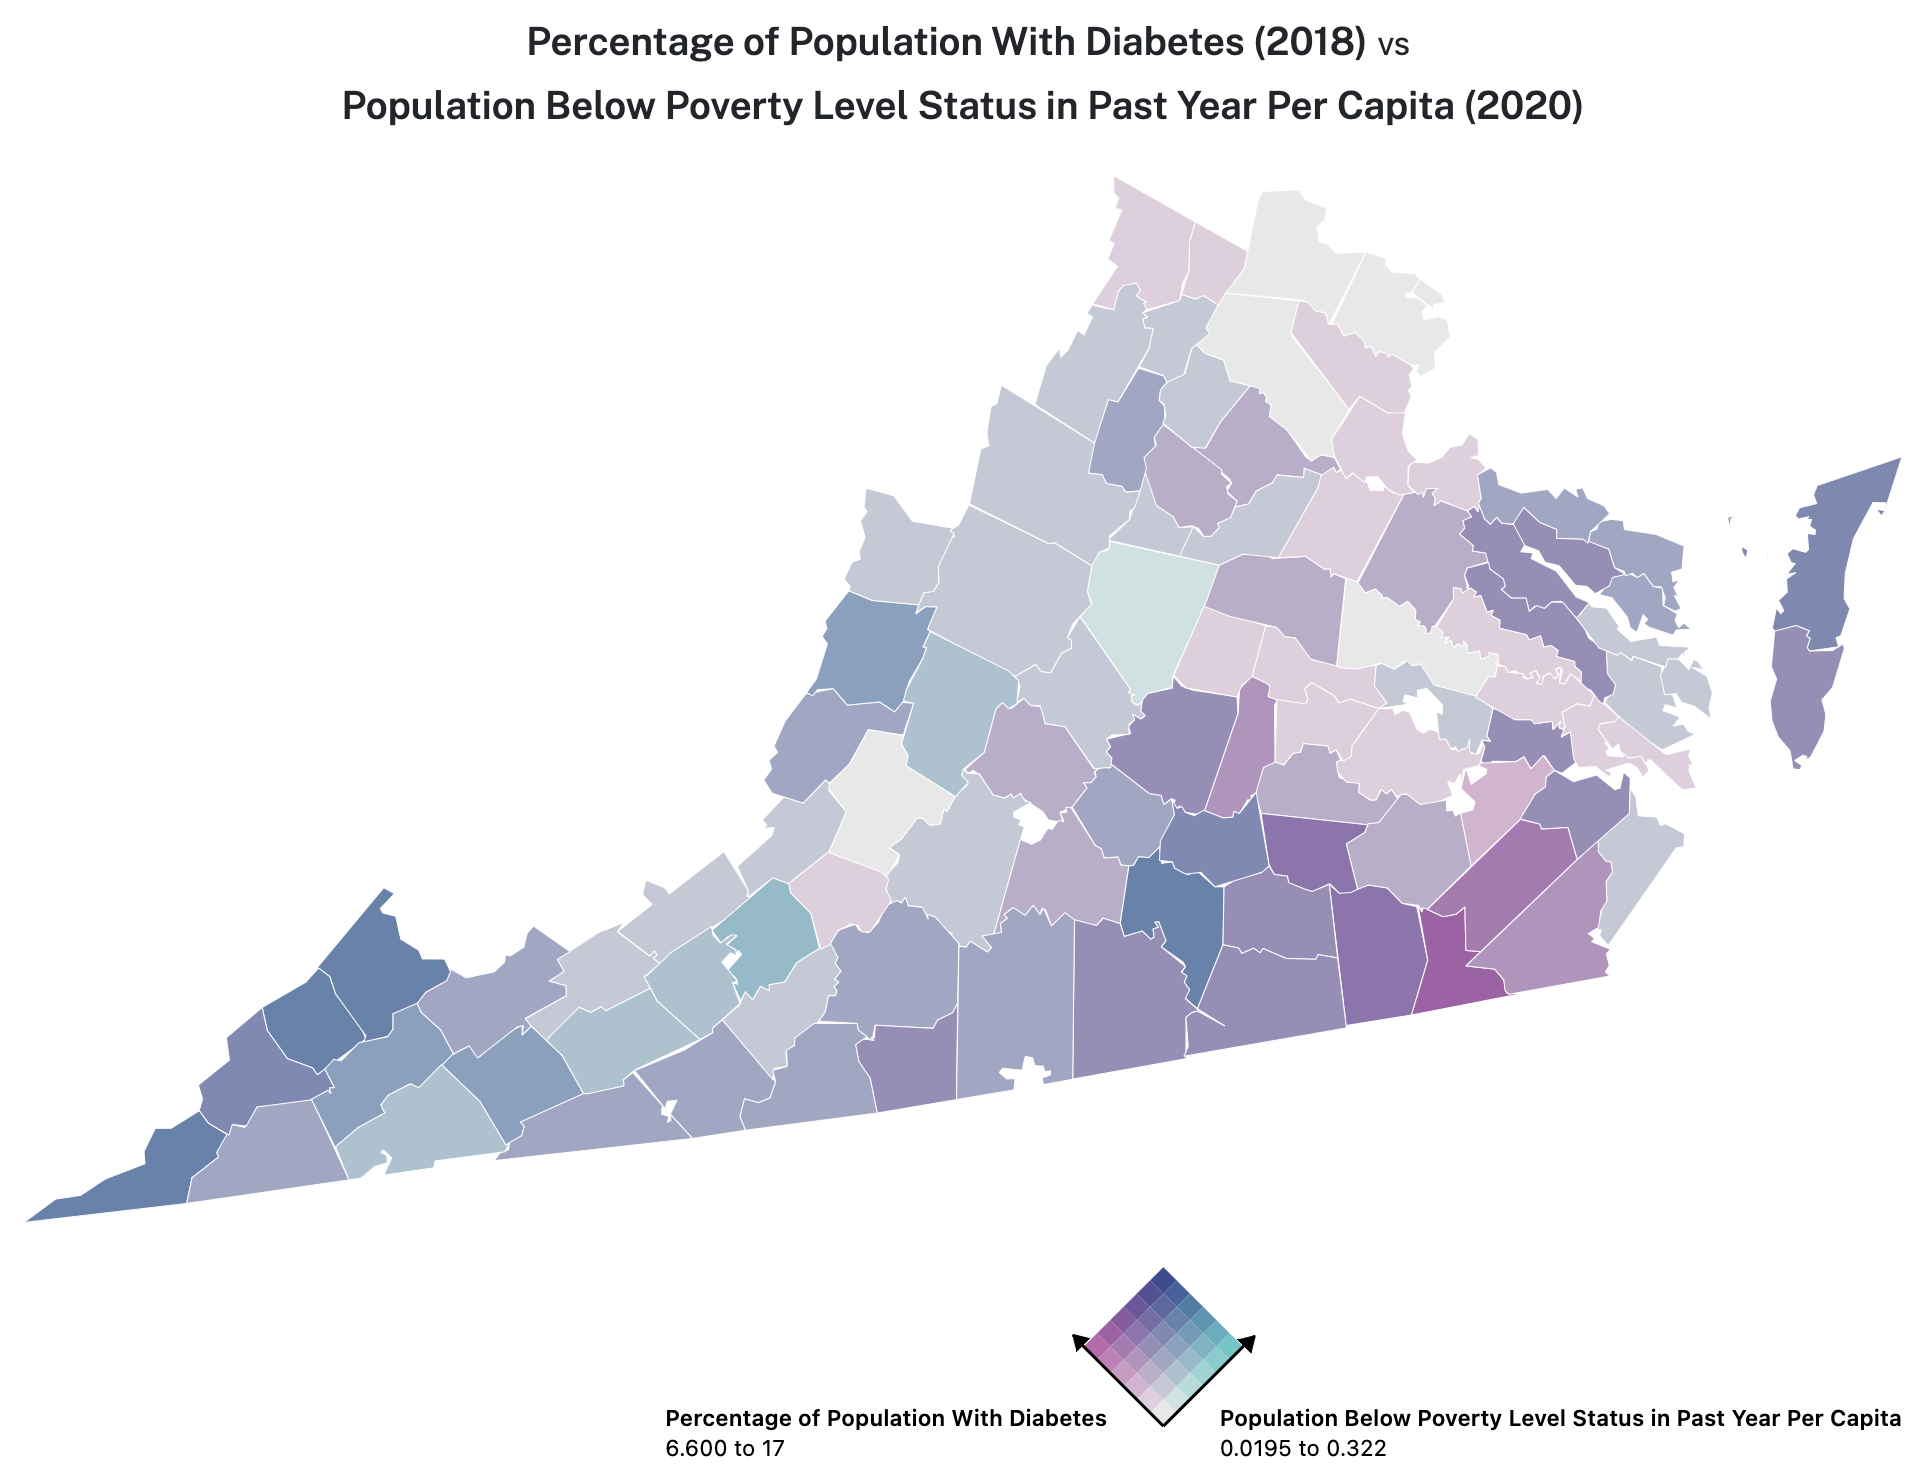 Percentage of Population With Diabetes (2018) vs
Population Below Poverty Level Status in Past Year Per Capita (2020)
Percentage of Population With Diabetes
6.600 to 17
Population Below Poverty Level Status in Past Year Per Capita
0.0195 to 0.322